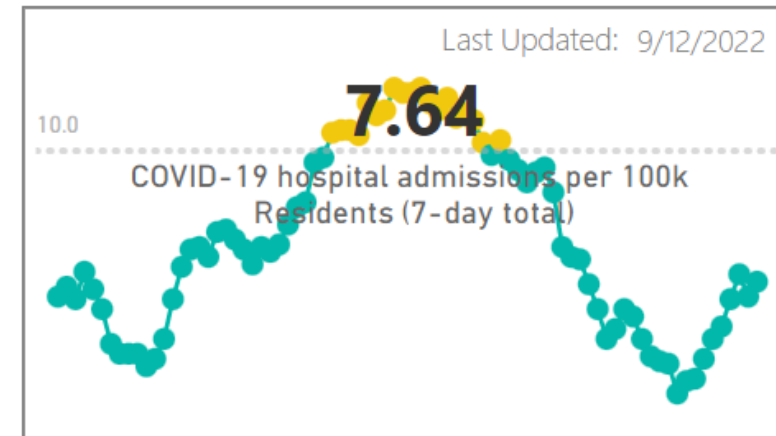 Last Updated: 9/12/2022
7.64
10.0
COVID-19 hospital admissions per 100k
Residents (7-day total)